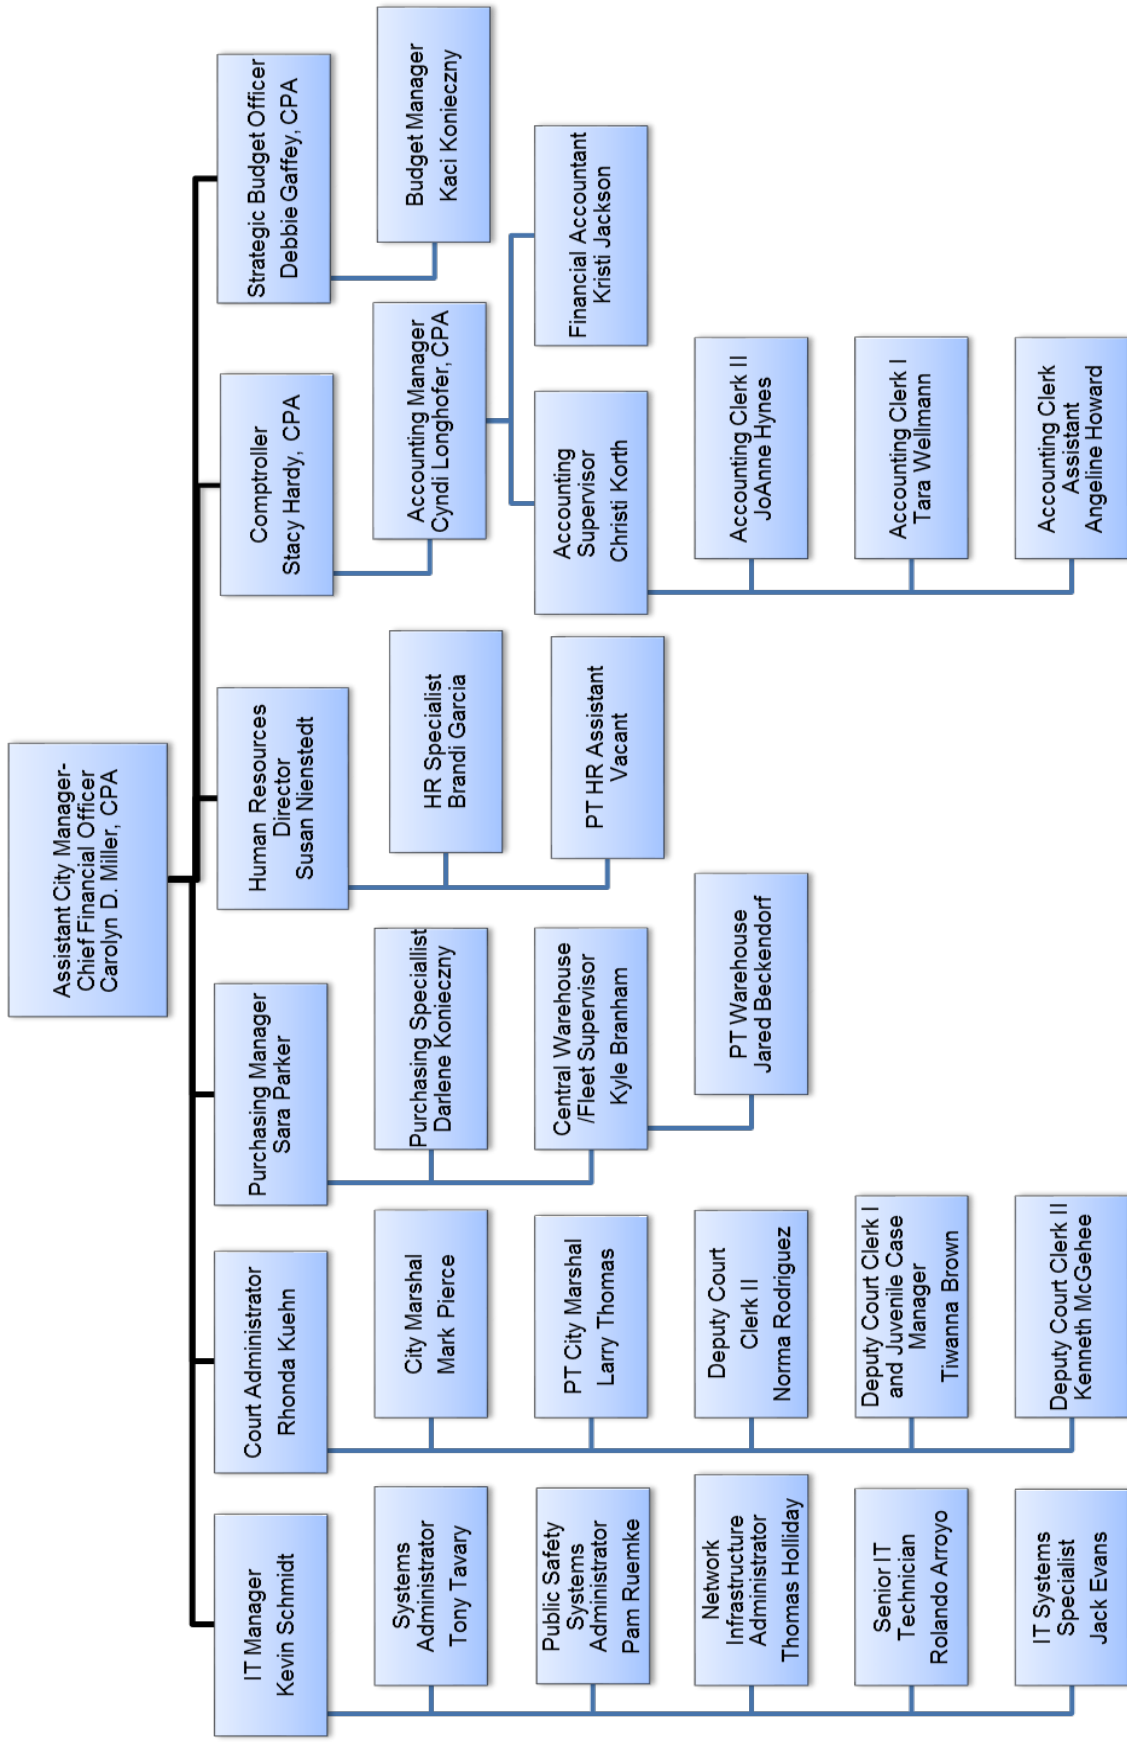 Assistant City Manager-
Chief Financial Officer
Carolyn D. Miller, CPA
IT Manager
Kevin Schmidt
Court Administrator
Rhonda Kuehn
Purchasing Manager
Sara Parker
Human Resources
Director
Susan Nienstedt
Comptroller
Stacy Hardy, CPA
Strategic Budget Officer
Debbie Gaffey, CPA
Systems
Administrator
Tony Tavary
City Marshal
Mark Pierce
Purchasing Speciallist
Darlene Konieczny
HR Specialist
Brandi Garcia
Accounting Manager
Cyndi Longhofer, CPA
Budget Manager
Kaci Konieczny
Public Safety
Systems
Administrator
Pam Ruemke
PT City Marshal
Larry Thomas
Central Warehouse
/Fleet Supervisor
Kyle Branham
PT HR Assistant
Vacant
Accounting
Supervisor
Christi Korth
Financial Accountant
Kristi Jackson
Network
Infrastructure
Administrator
Thomas Holliday
Deputy Court
Clerk II
Norma Rodriguez
PT Warehouse
Jared Beckendorf
Accounting Clerk II
JoAnne Hynes
Senior IT
Technician
Rolando Arroyo
Deputy Court Clerk I
and Juvenile Case
Manager
Tiwanna Brown
Accounting Clerk I
Tara Wellmann
IT Systems
Specialist
Jack Evans
Deputy Court Clerk II
Kenneth McGehee
Accounting Clerk
Assistant
Angeline Howard